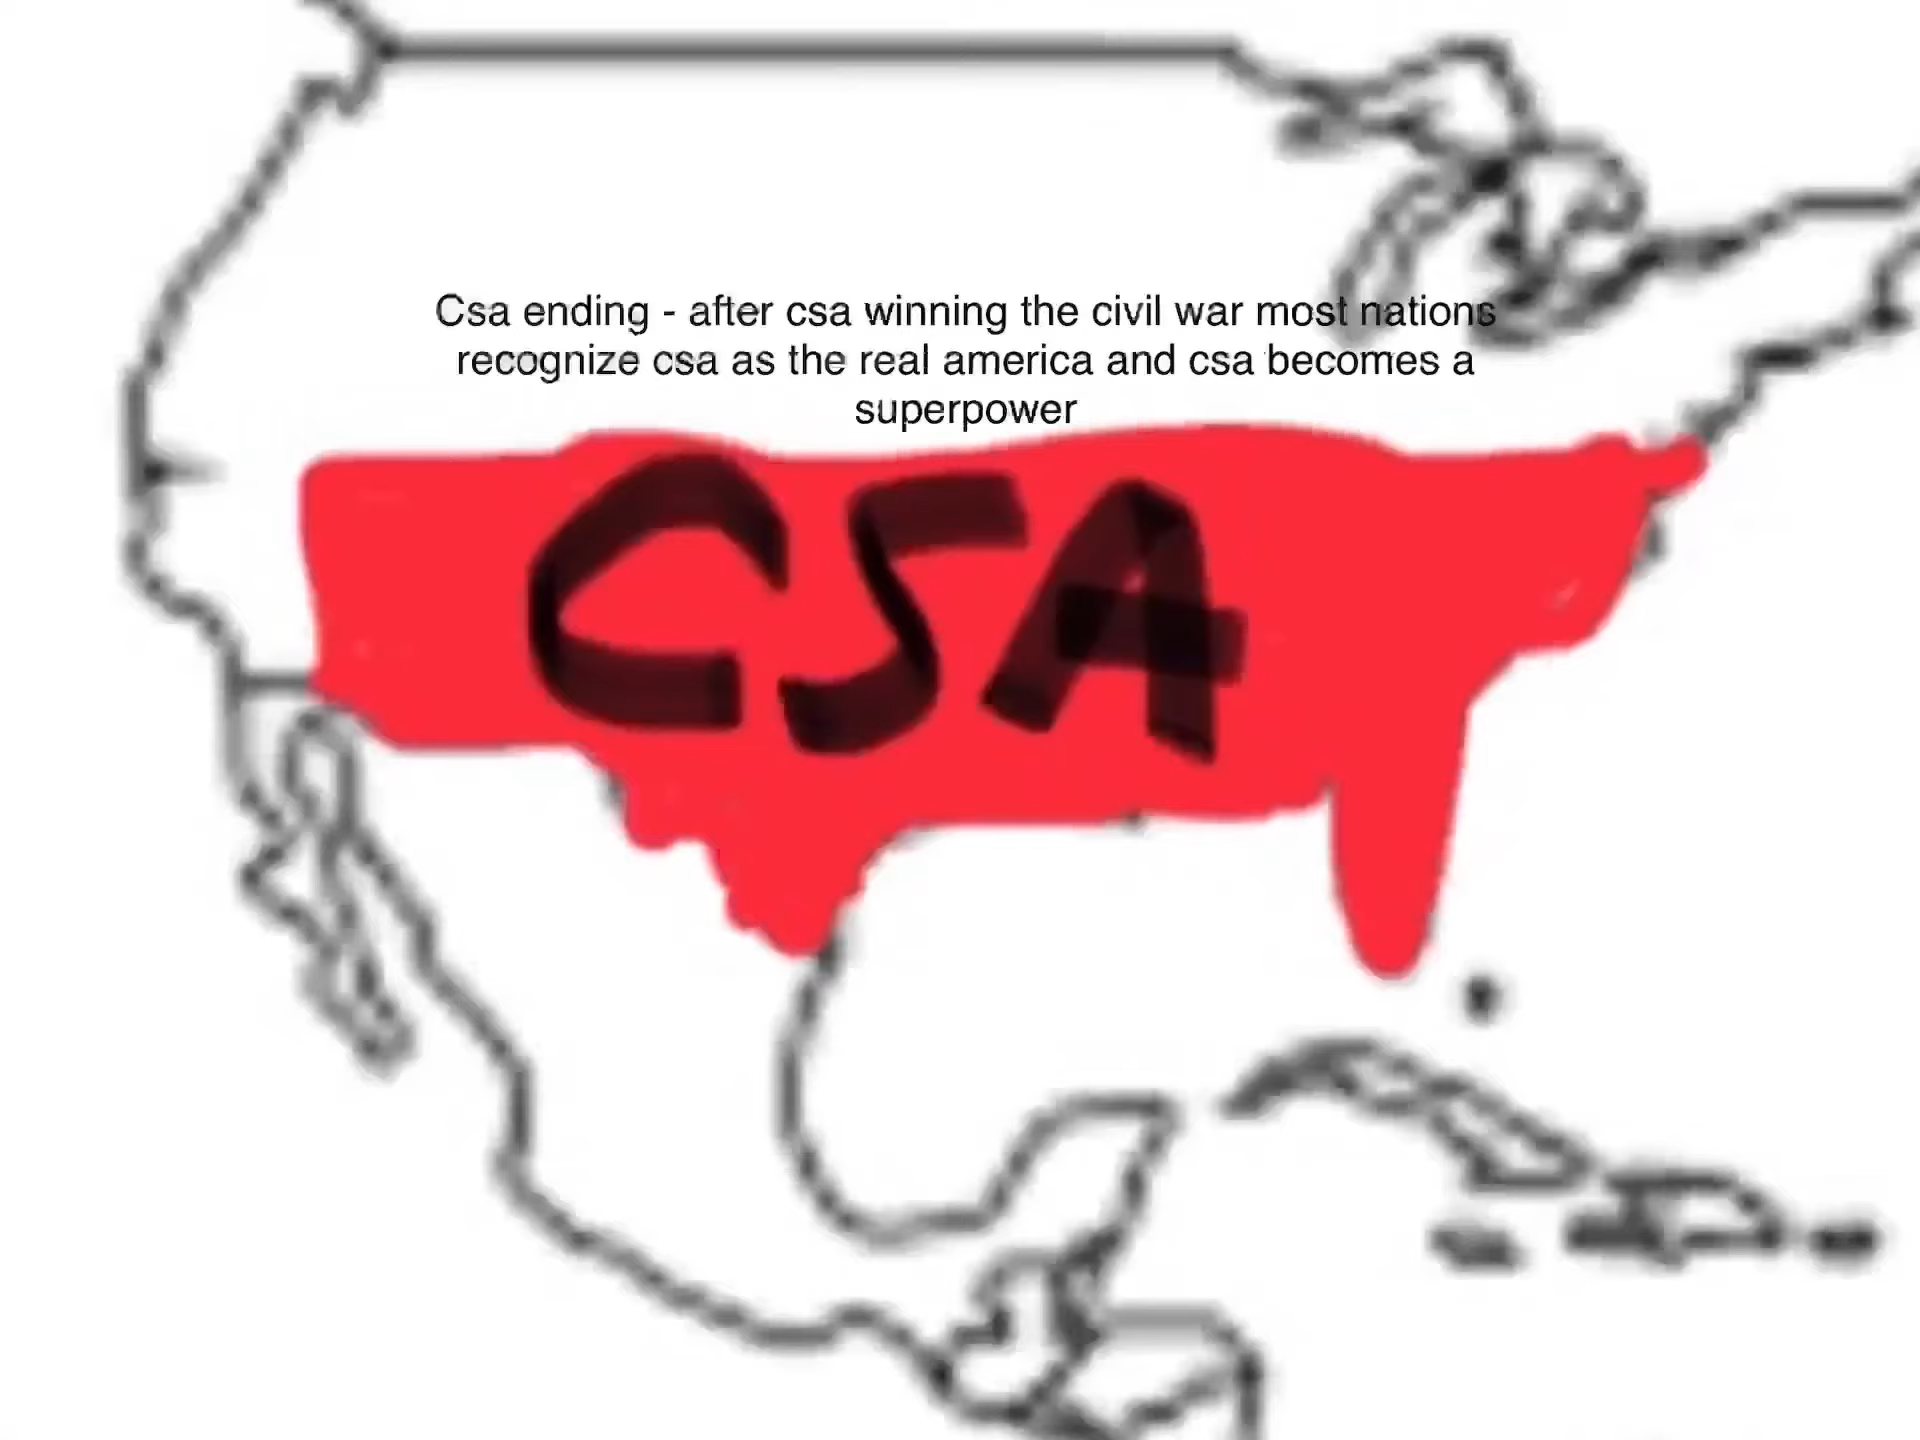 Csa ending - after csa winning the civil war most nations
recognize csa as the real america and csa becomes a
superpower
CSA